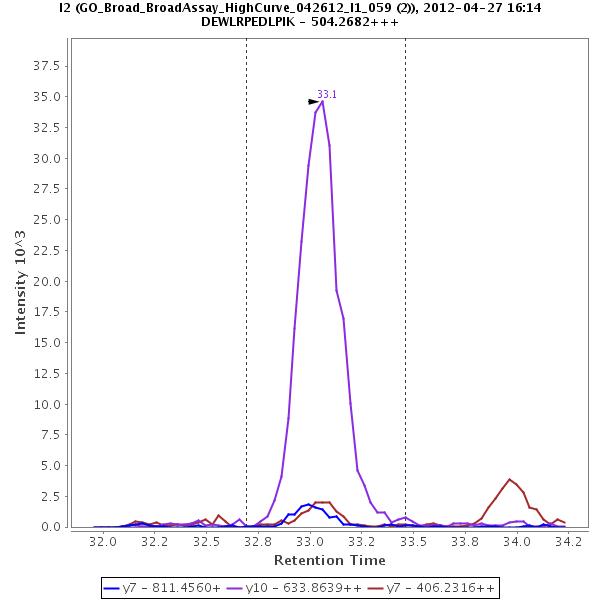 I2 (GO_Broad_BroadAssay_HighCurve_042612_I1_059 (2)), 2012-04-27 16:14
DEWLRPEDLPIK - 504.2682+++
37.5
35.0
32.5
30.0
27.5
25.0
22.5
20.0
17.5
15.0
12.5
10.0
7.5
5.0
2.5
0.0
Intensity 10^3
33.1
32.0 32.2 32.5 32.8 33.0 33.2 33.5 33.8 34.0 34.2
Retention Time
y7 - 811.4560+ y10 - 633.8639++ y7 - 406.2316++